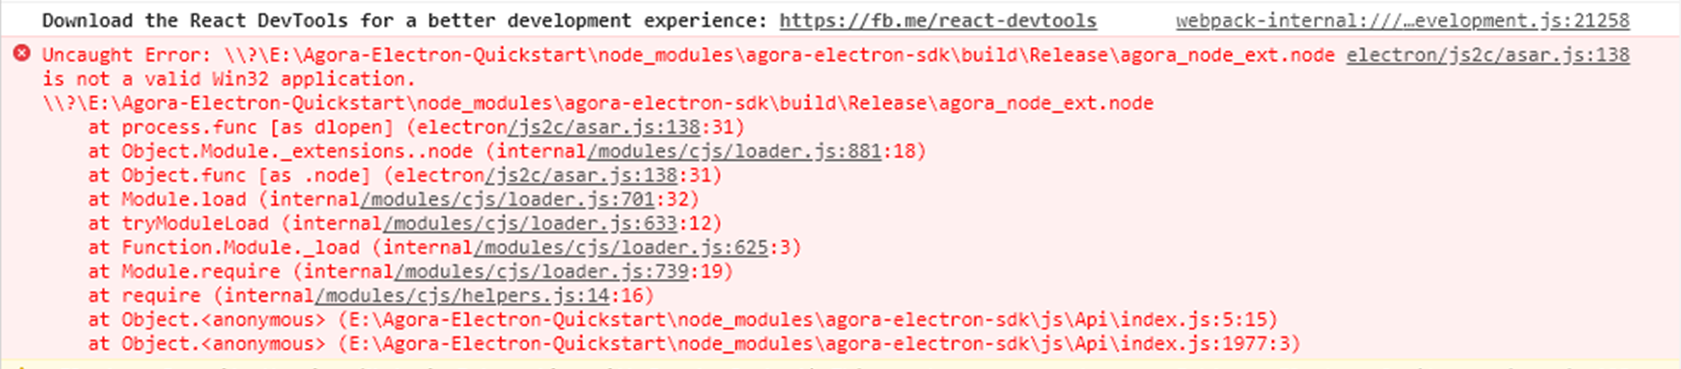 Download the React DevTools for a better development experience: https://fb.me/react-devtools webpack-internal:///…evelopment.js:21258
Uncaught Error: \\?\E:\Agora-Electron-Quickstart\node_modules\agora-electron-sdk\build\Release\agora_node_ext.node electron/js2c/asar.js:138
is not a valid Win32 application.
\\?\E:\Agora-Electron-Quickstart\node_modules\agora-electron-sdk\build\Release\agora_node_ext.node
at process.func [as dlopen] (electron/js2c/asar.js:138:31)
at Object.Module._extensions..node (internal/modules/cjs/loader.js:881:18)
at Object.func [as .node] (electron/js2c/asar.js:138:31)
at Module.load (internal/modules/cjs/loader.js:701:32)
at tryModuleLoad (internal/modules/cjs/loader.js:633:12)
at Function.Module._load (internal/modules/cjs/loader.js:625:3)
at Module.require (internal/modules/cjs/loader.js:739:19)
at require (internal/modules/cjs/helpers.js:14:16)
at Object.<anonymous> (E:\Agora-Electron-Quickstart\node_modules\agora-electron-sdk\js\Api\index.js:5:15)
at Object.<anonymous> (E:\Agora-Electron-Quickstart\node_modules\agora-electron-sdk\js\Api\index.js:1977:3)